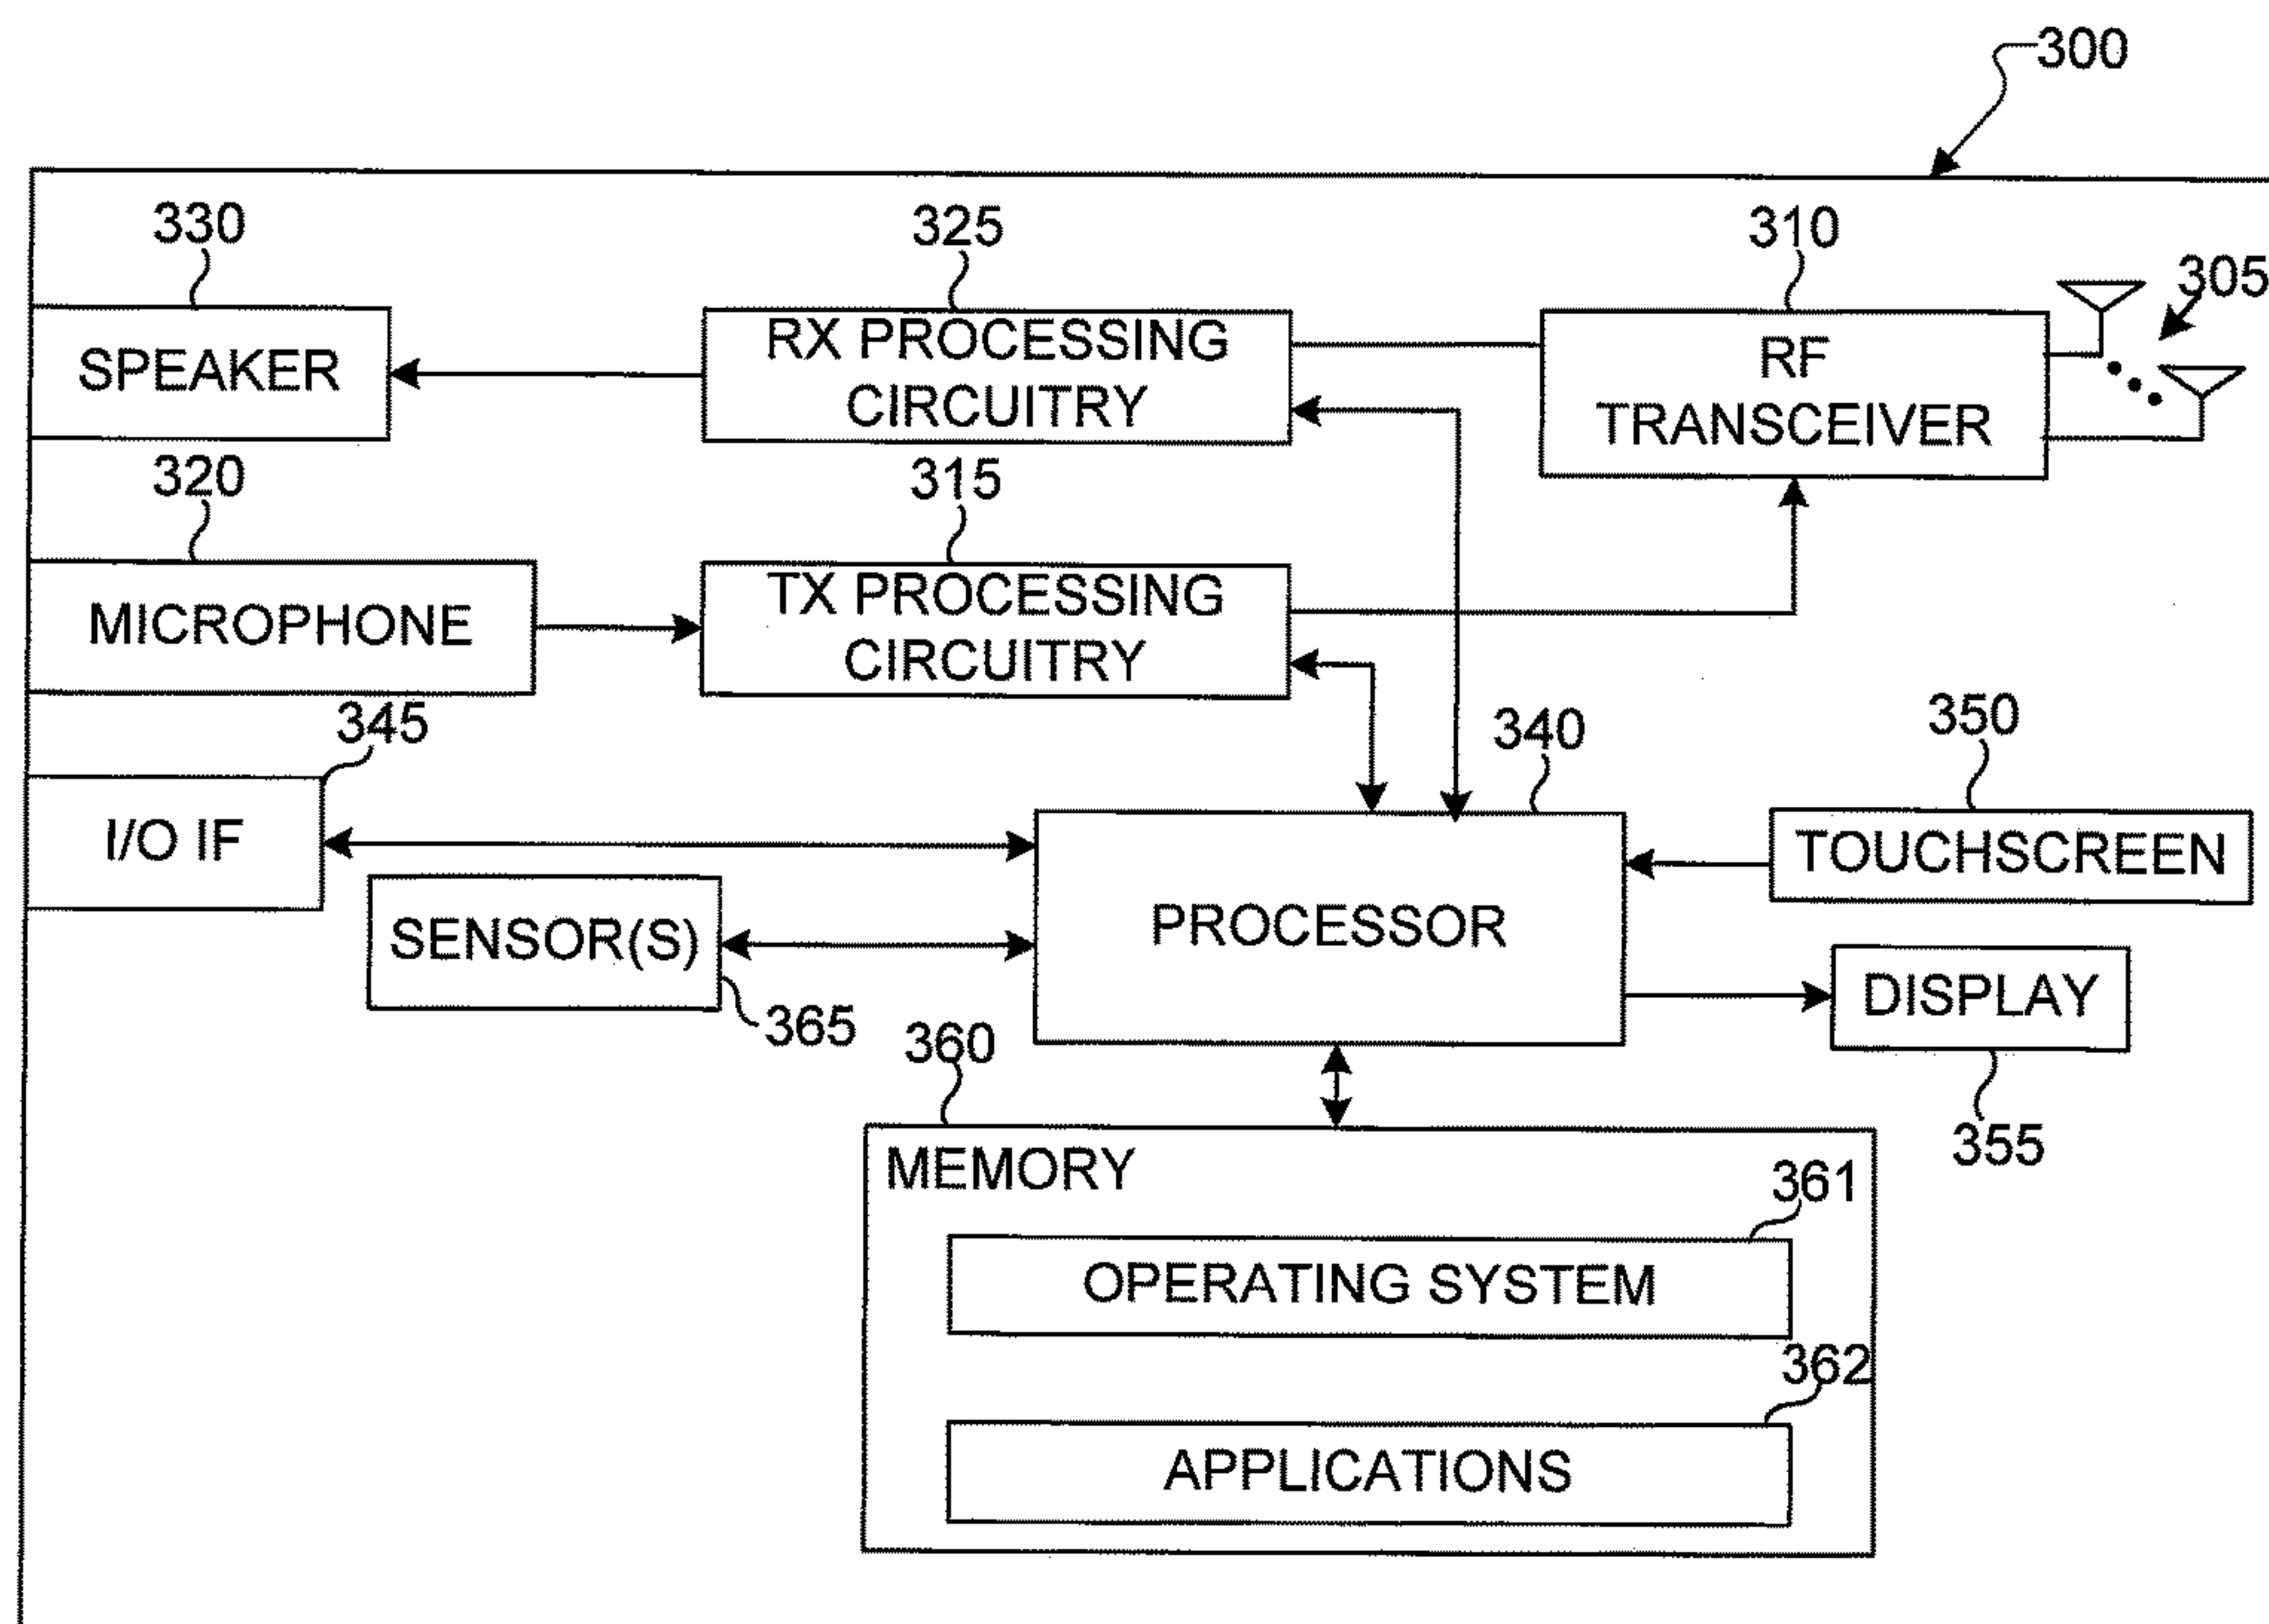 300
330
325
310
305
SPEAKER
RX PROCESSING
CIRCUITRY
RF
TRANSCEIVER
320
315
MICROPHONE
TX PROCESSING
CIRCUITRY
345
340
350
I/O IF
PROCESSOR
TOUCHSCREEN
SENSOR(S)
365
DISPLAY
355
360
MEMORY
361
OPERATING SYSTEM
362
APPLICATIONS